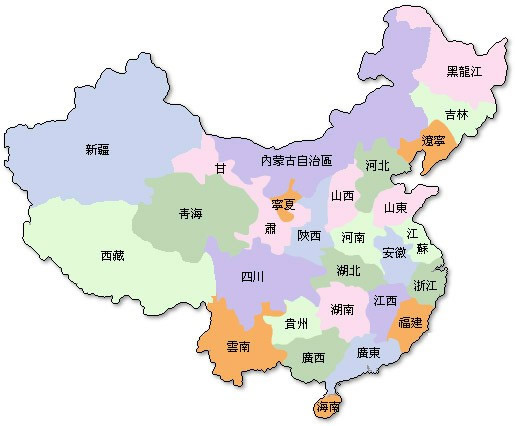 黑龍江
吉林
遼寧
新疆
內蒙古自治區
甘
肅
河北
寧夏
山西
山東
青海
陝西
河南
江
蘇
安徽
西藏
四川
湖北
浙江
湖南
江西
貴州
福建
雲南
廣西
廣東
海南